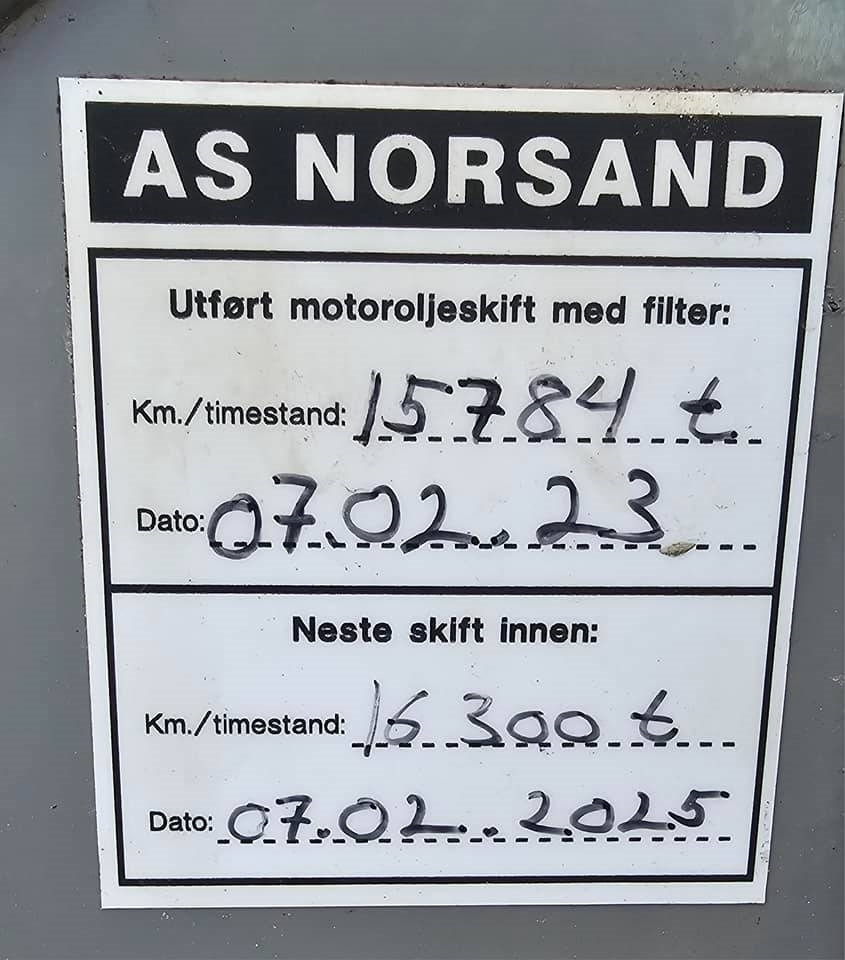 AS NORSAND
Utført motoroljeskift med filter:
Km./timestand: 15784 t
Dato: 07.02.23
Neste skift innen:
Km./timestand: 16 300 t
Dato: 07.02.2025